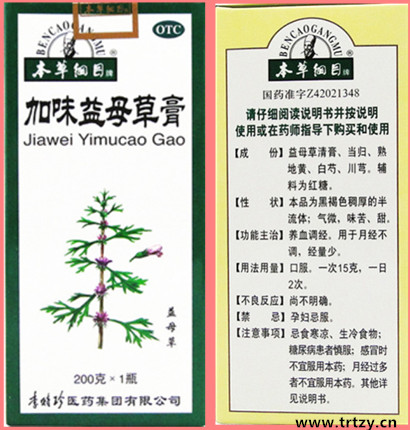 BENCAOGANGMU
本草纲目牌
OTC
加味益母草膏
Jiawei Yimucao Gao
益母草
200克×1瓶
李时珍医药集团有限公司
BENCAOGANGMU
本草纲目牌
国药准字Z42021348
请仔细阅读说明书并按说明
使用或在药师指导下购买和使用
【成　份】益母草清膏、当归、熟
地黄、白芍、川芎。辅
料为红糖。
【性　状】本品为黑褐色稠厚的半
流体；气微，味苦、甜。
【功能主治】养血调经。用于月经不
调，经量少。
【用法用量】口服。一次15克，一日
2次。
【不良反应】尚不明确。
【禁　忌】孕妇忌服。
【注意事项】忌食寒凉、生冷食物；
糖尿病患者慎服；感冒时
不宜服用本药；月经过多
者不宜服用本药。其他详
见说明书。
www.trtzy.cn